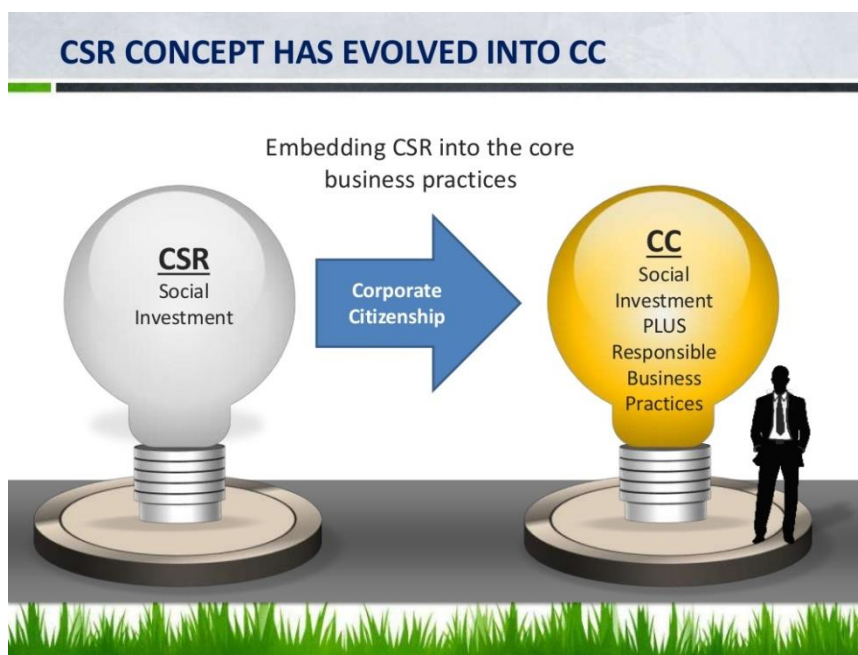 CSR CONCEPT HAS EVOLVED INTO CC
Embedding CSR into the core
business practices
CSR
Social
Investment
Corporate
Citizenship
CC
Social
Investment
PLUS
Responsible
Business
Practices